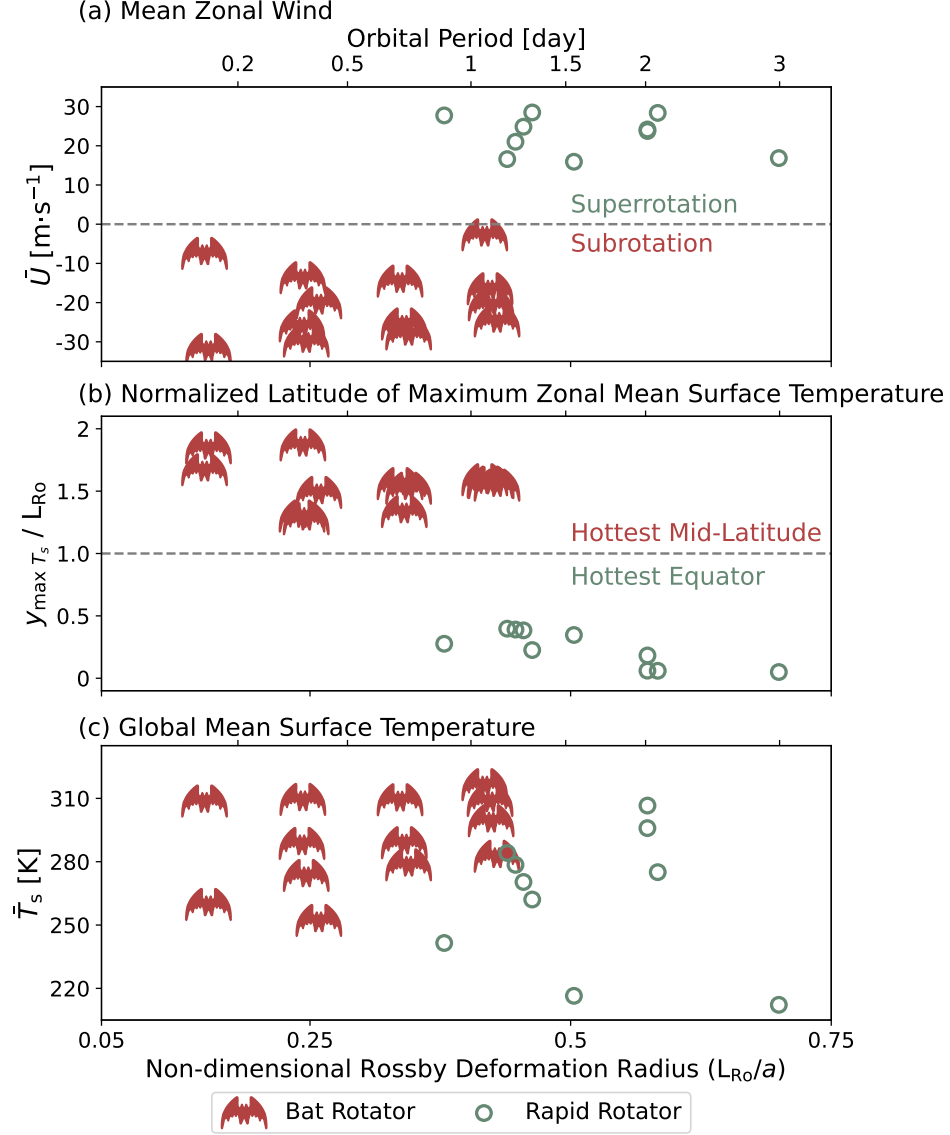 (a) Mean Zonal Wind
Orbital Period [day]
0.2 0.5 1 1.5 2 3
30
20
10
0
-10
-20
-30
Ū [m·s⁻¹]
Superrotation
Subrotation
(b) Normalized Latitude of Maximum Zonal Mean Surface Temperature
2
1.5
1.0
0.5
0
y_max T_s / L_Ro
Hottest Mid-Latitude
Hottest Equator
(c) Global Mean Surface Temperature
310
280
250
220
T̄_s [K]
0.05 0.25 0.5 0.75
Non-dimensional Rossby Deformation Radius (L_Ro/a)
Bat Rotator Rapid Rotator